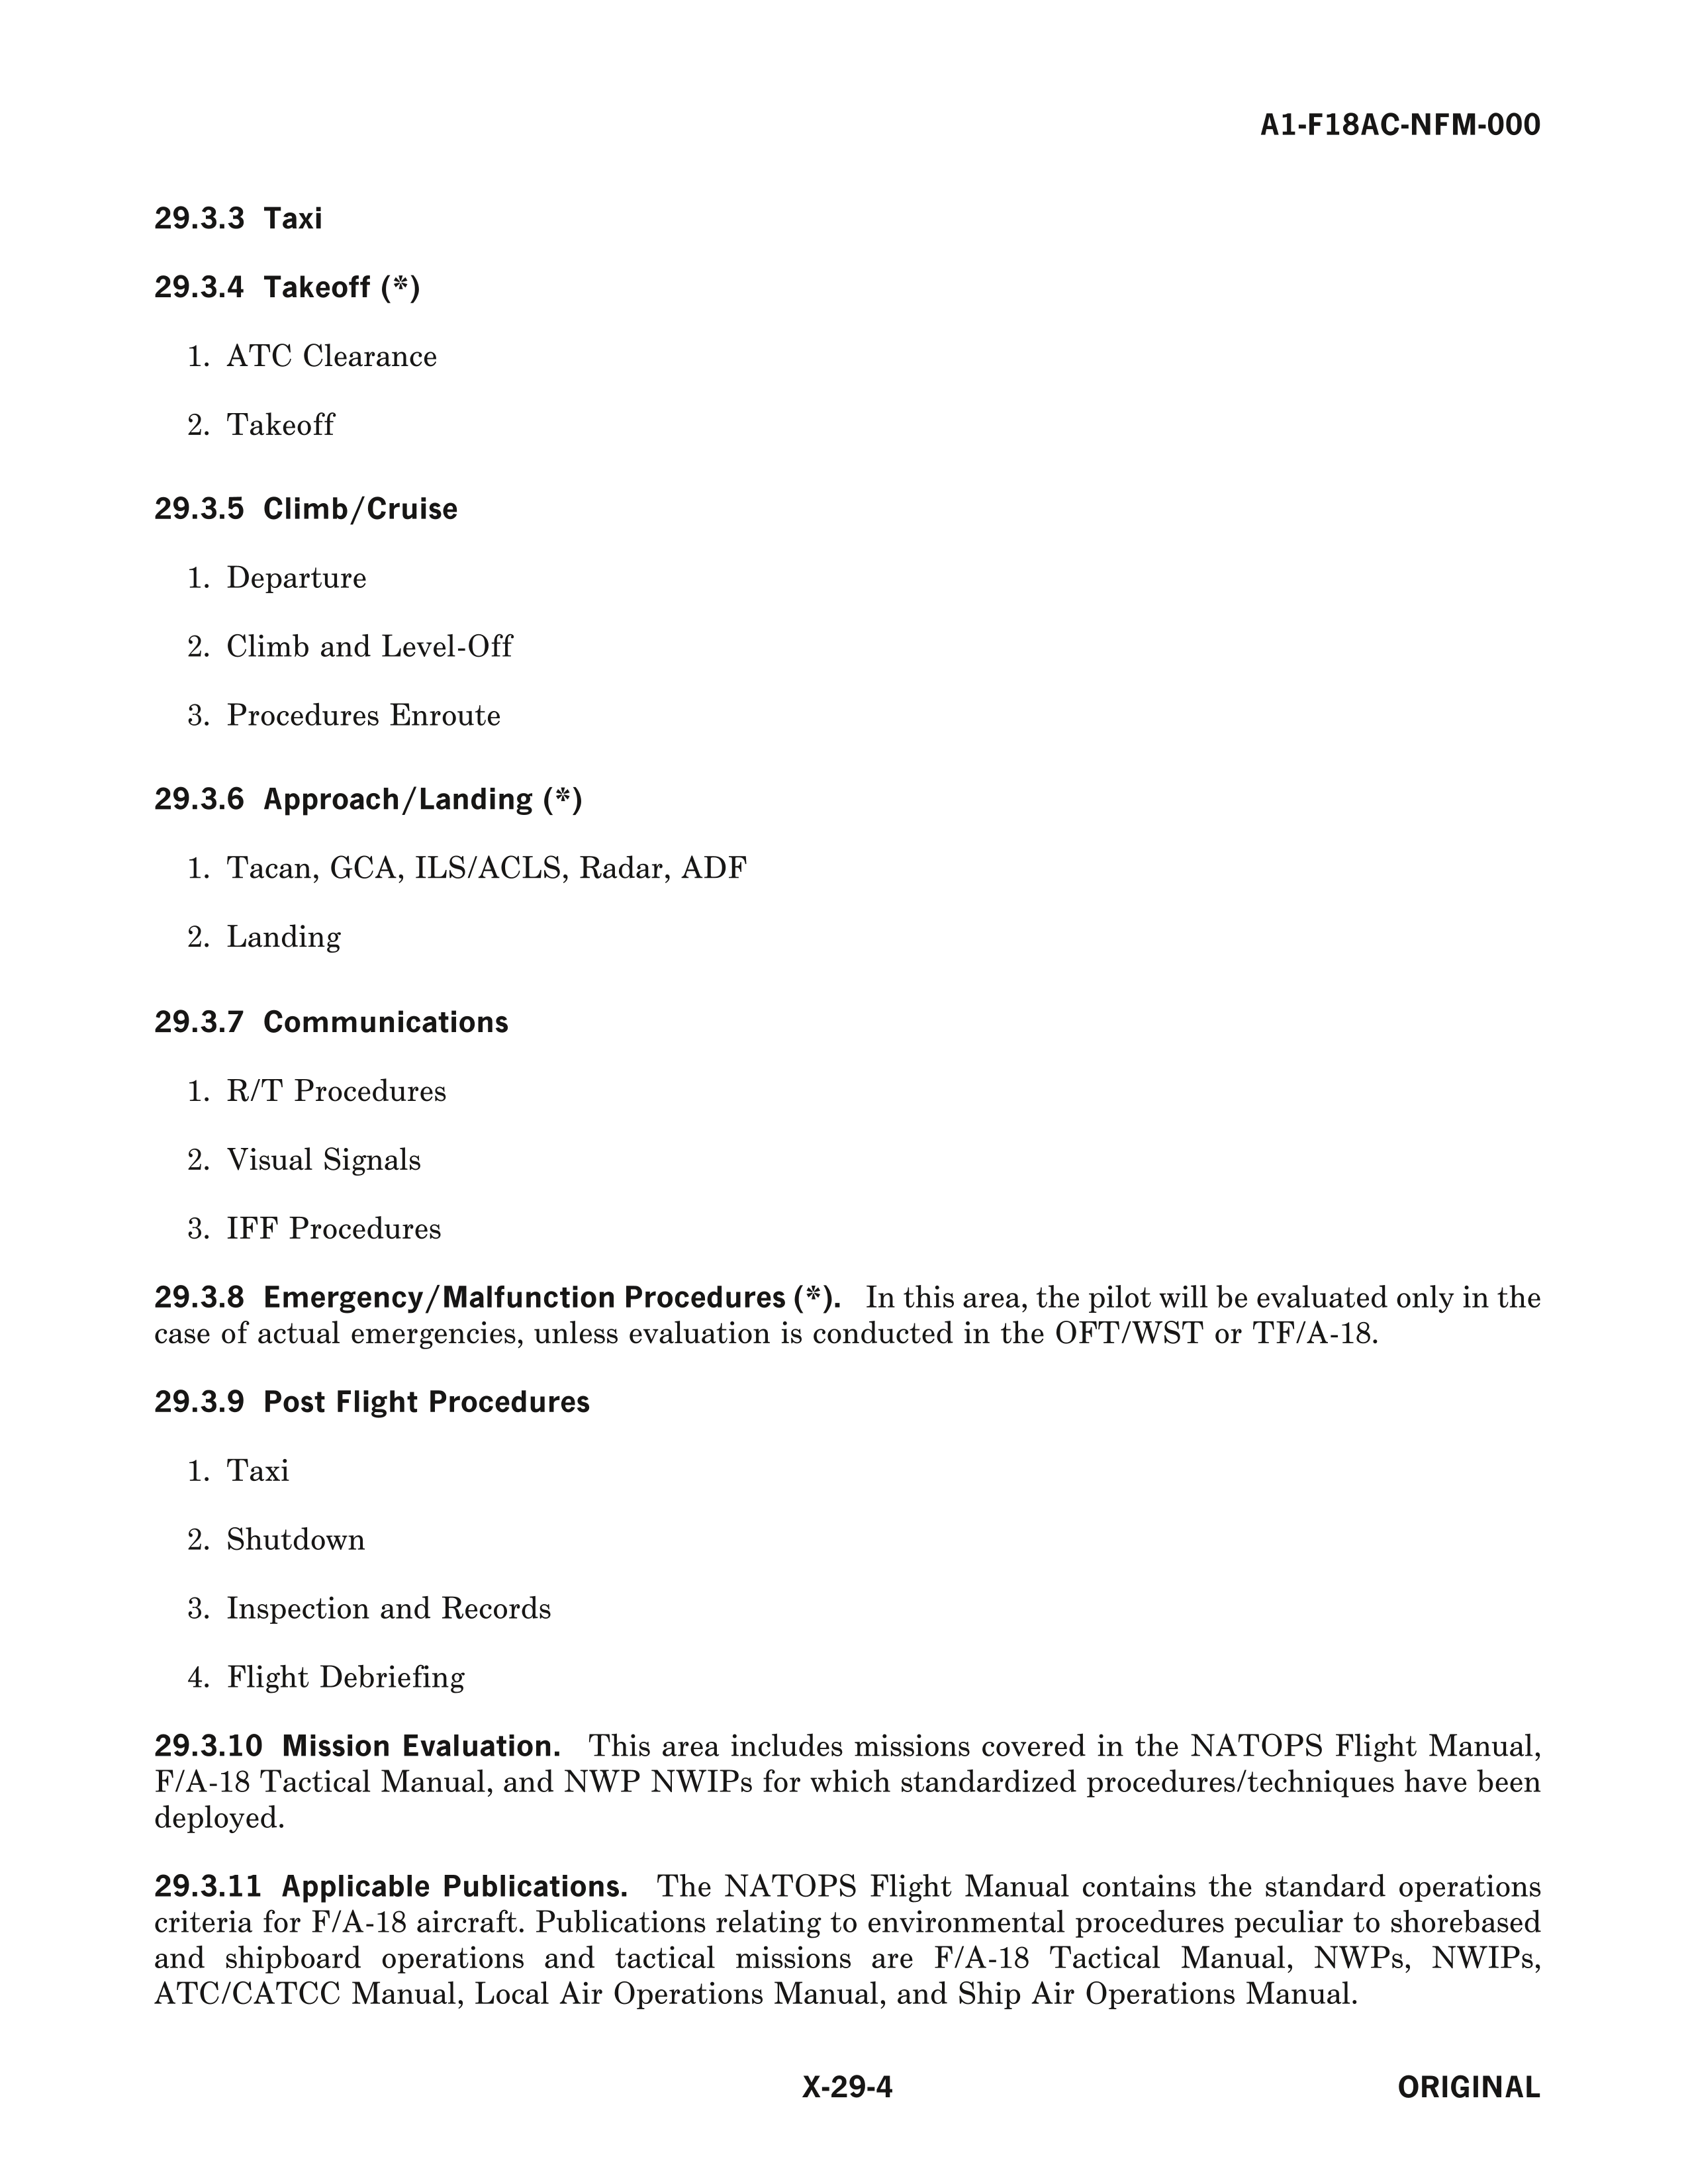 A1-F18AC-NFM-000
29.3.3 Taxi
29.3.4 Takeoff (*)
1. ATC Clearance
2. Takeoff
29.3.5 Climb/Cruise
1. Departure
2. Climb and Level-Off
3. Procedures Enroute
29.3.6 Approach/Landing (*)
1. Tacan, GCA, ILS/ACLS, Radar, ADF
2. Landing
29.3.7 Communications
1. R/T Procedures
2. Visual Signals
3. IFF Procedures
29.3.8 Emergency/Malfunction Procedures (*). In this area, the pilot will be evaluated only in the
case of actual emergencies, unless evaluation is conducted in the OFT/WST or TF/A-18.
29.3.9 Post Flight Procedures
1. Taxi
2. Shutdown
3. Inspection and Records
4. Flight Debriefing
29.3.10 Mission Evaluation. This area includes missions covered in the NATOPS Flight Manual,
F/A-18 Tactical Manual, and NWP NWIPs for which standardized procedures/techniques have been
deployed.
29.3.11 Applicable Publications. The NATOPS Flight Manual contains the standard operations
criteria for F/A-18 aircraft. Publications relating to environmental procedures peculiar to shorebased
and shipboard operations and tactical missions are F/A-18 Tactical Manual, NWPs, NWIPs,
ATC/CATCC Manual, Local Air Operations Manual, and Ship Air Operations Manual.
X-29-4
ORIGINAL